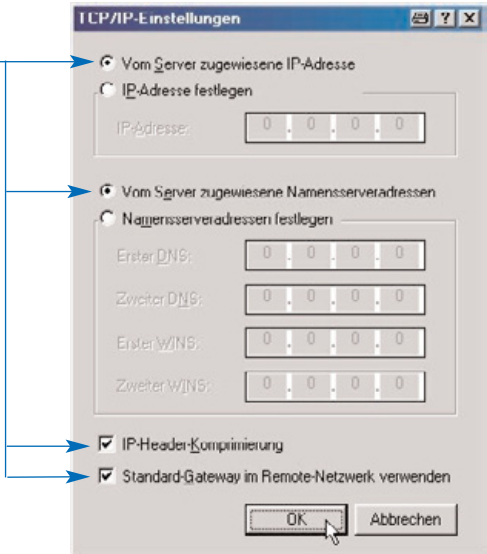 TCP/IP-Einstellungen
Vom Server zugewiesene IP-Adresse
IP-Adresse festlegen
IP-Adresse: 0 . 0 . 0 . 0
Vom Server zugewiesene Namensserveradressen
Namensserveradressen festlegen
Erster DNS: 0 . 0 . 0 . 0
Zweiter DNS: 0 . 0 . 0 . 0
Erster WINS: 0 . 0 . 0 . 0
Zweiter WINS: 0 . 0 . 0 . 0
IP-Header-Komprimierung
Standard-Gateway im Remote-Netzwerk verwenden
OK Abbrechen